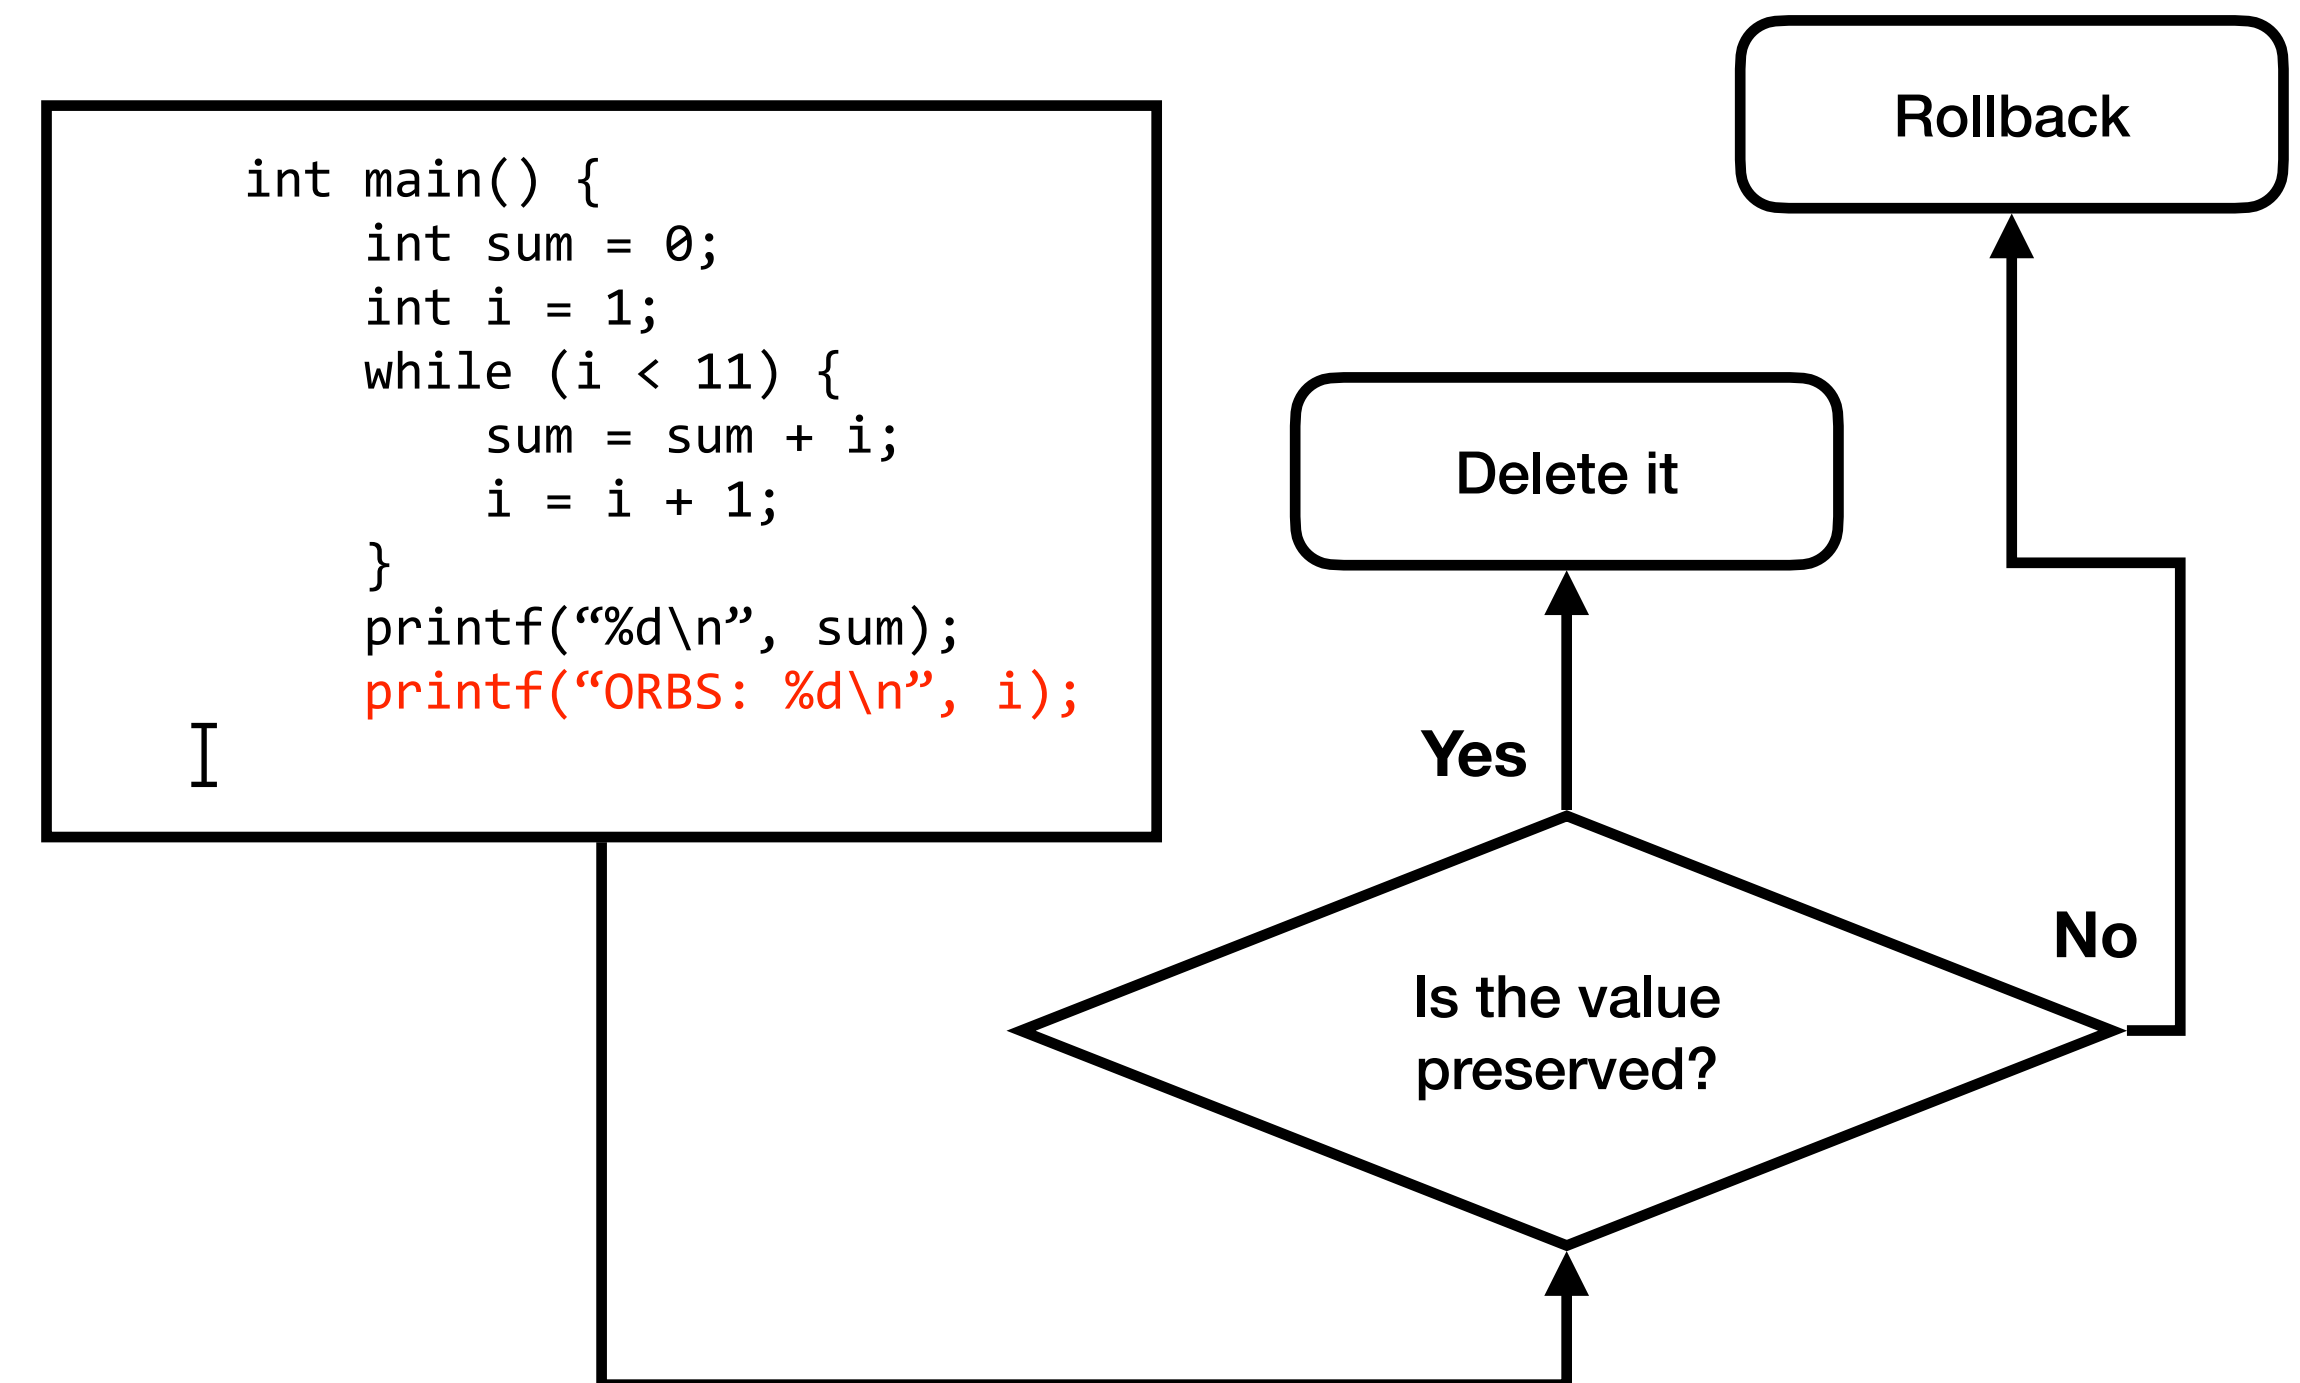 int main() {
int sum = 0;
int i = 1;
while (i < 11) {
sum = sum + i;
i = i + 1;
}
printf(“%d\n”, sum);
printf(“ORBS: %d\n”, i);
Rollback
Delete it
Yes
No
Is the value
preserved?